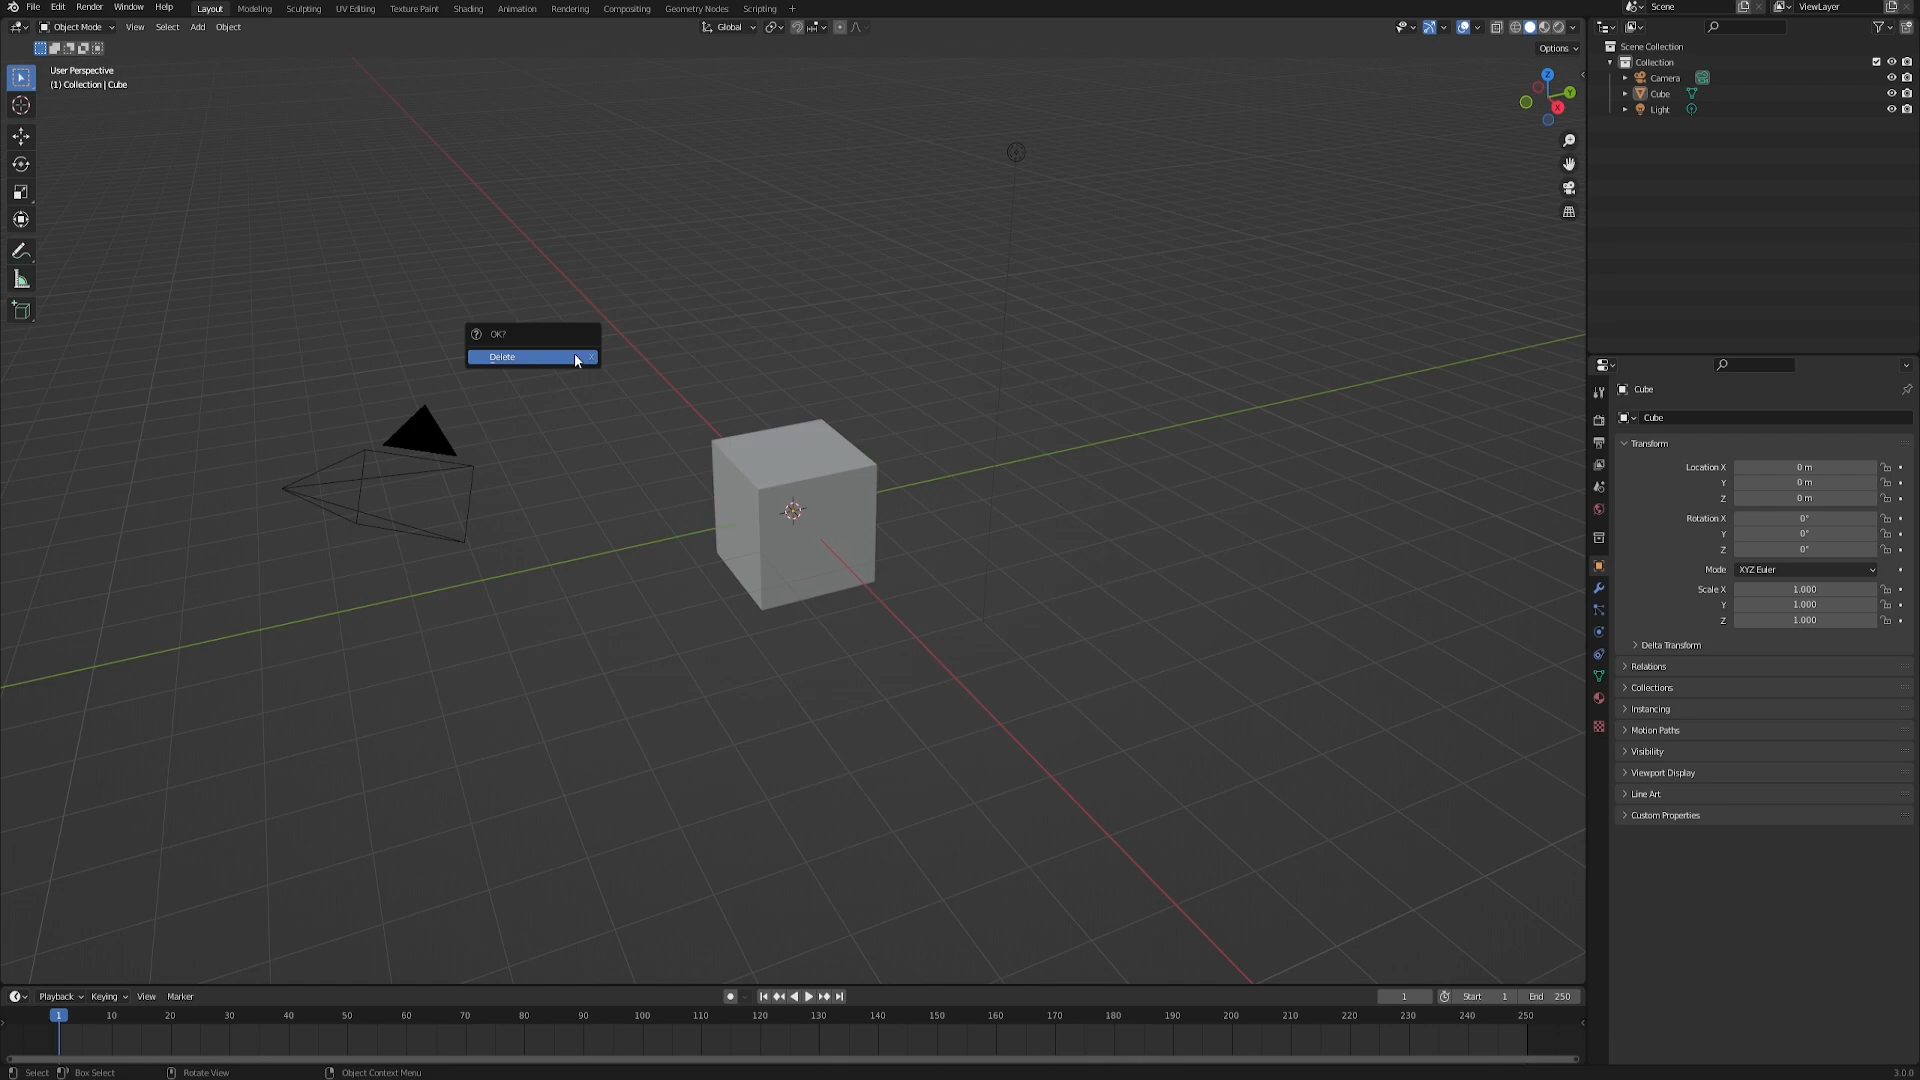 File Edit Render Window Help Layout Modeling Sculpting UV Editing Texture Paint Shading Animation Rendering Compositing Geometry Nodes Scripting + Scene ViewLayer
Object Mode View Select Add Object Global
Options
User Perspective
(1) Collection | Cube
Z
Y
X
OK?
Delete X
Scene Collection
Collection
Camera
Cube
Light
Cube
Cube
Transform
Location X 0 m
Y 0 m
Z 0 m
Rotation X 0°
Y 0°
Z 0°
Mode XYZ Euler
Scale X 1.000
Y 1.000
Z 1.000
Delta Transform
Relations
Collections
Instancing
Motion Paths
Visibility
Viewport Display
Line Art
Custom Properties
Playback Keying View Marker 1 Start 1 End 250
1 10 20 30 40 50 60 70 80 90 100 110 120 130 140 150 160 170 180 190 200 210 220 230 240 250
Select Box Select Rotate View Object Context Menu 3.0.0